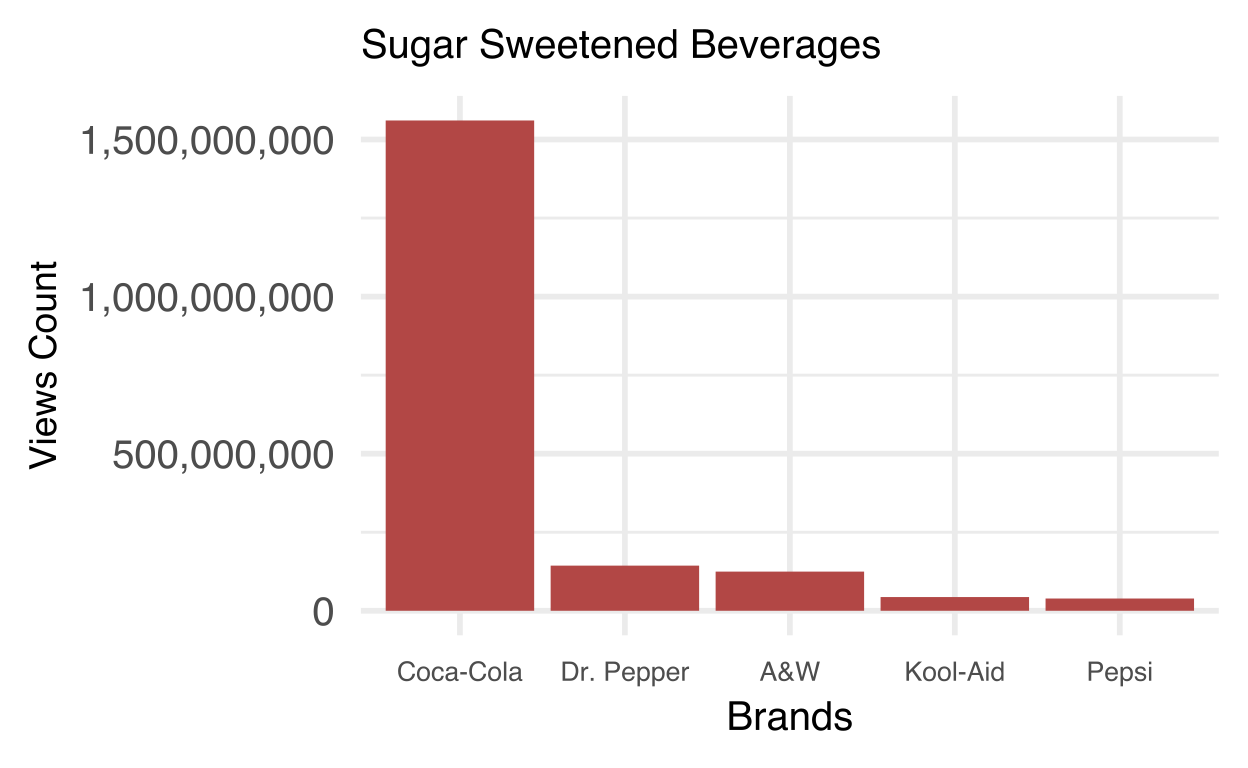 Sugar Sweetened Beverages
Views Count
1,500,000,000
1,000,000,000
500,000,000
0
Coca-Cola Dr. Pepper A&W Kool-Aid Pepsi
Brands